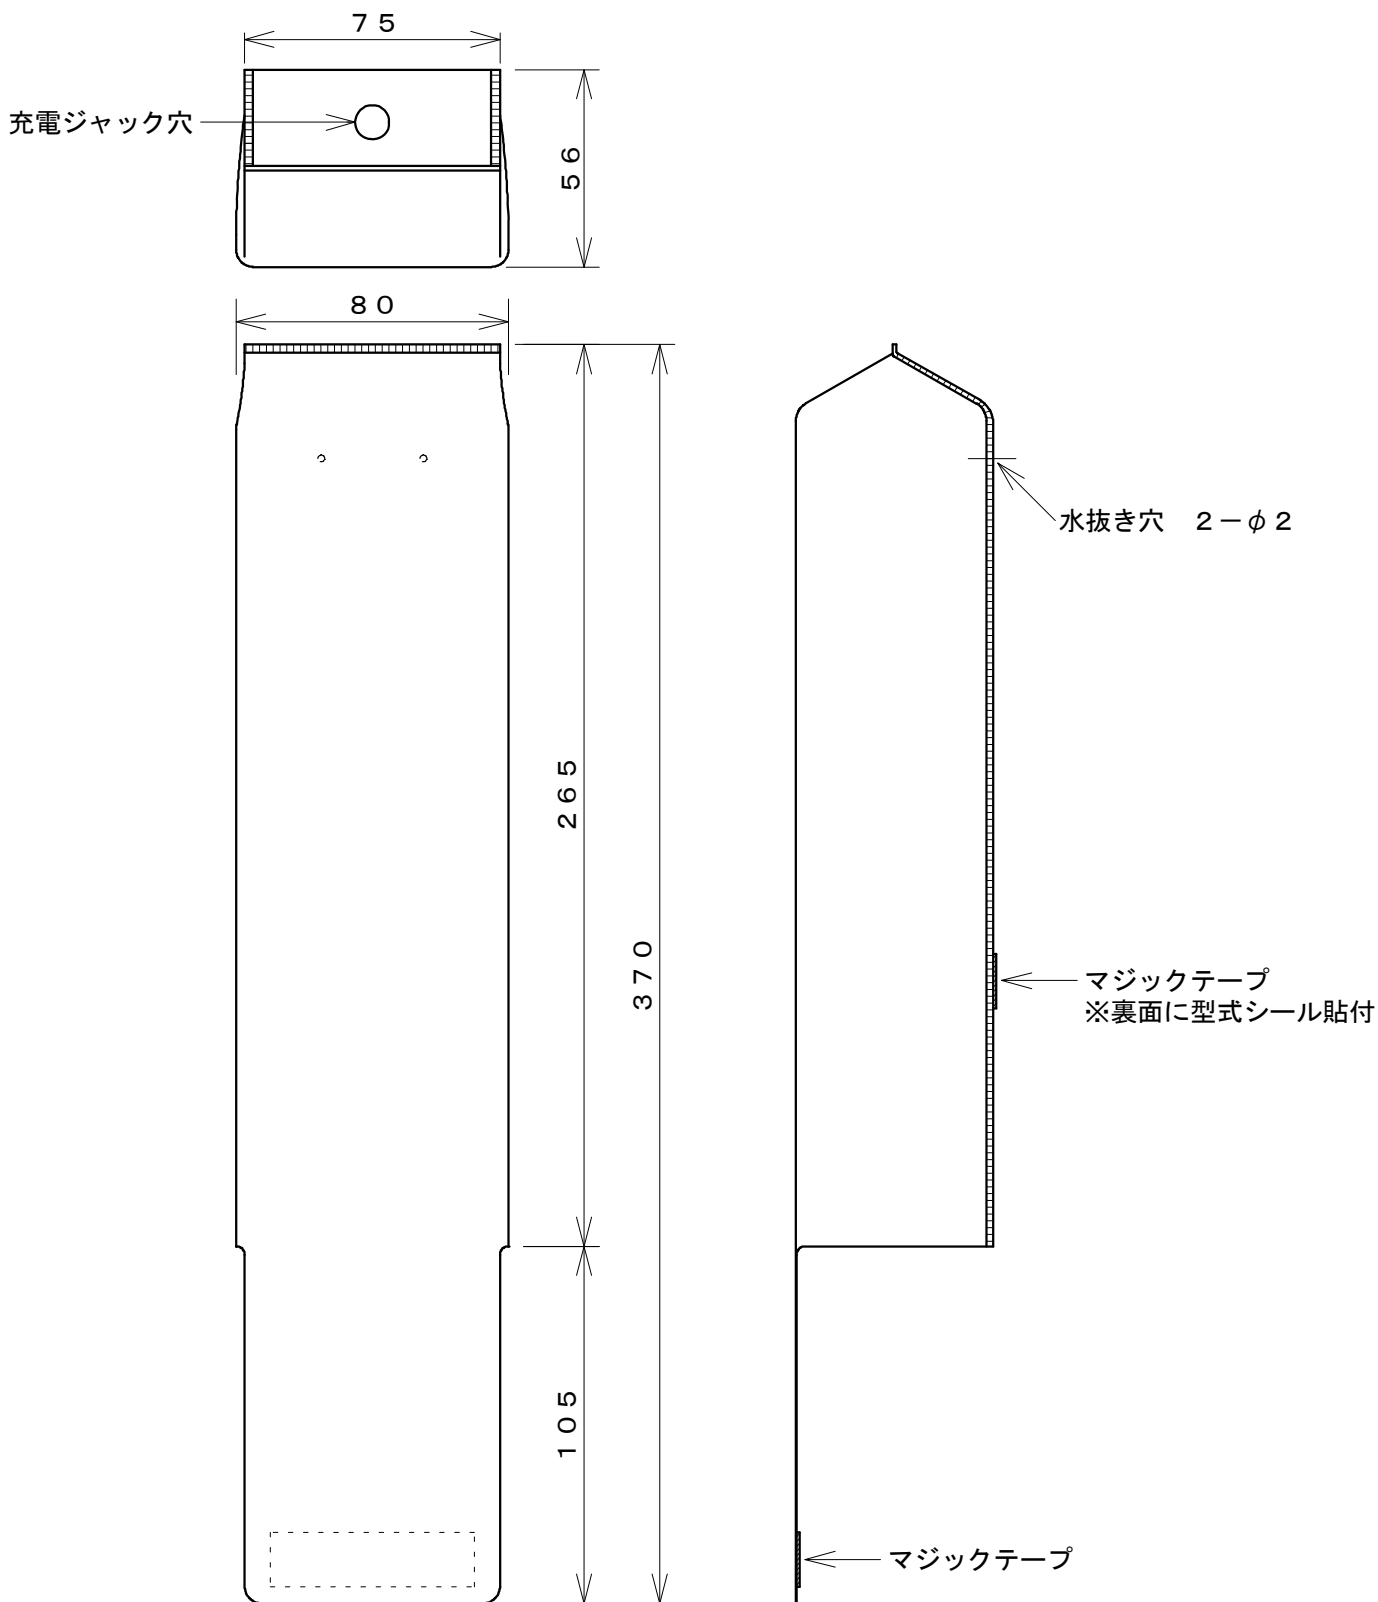 ７５
充電ジャック穴
５６
８０
水抜き穴　２－φ２
２６５
３７０
マジックテープ
※裏面に型式シール貼付
１０５
マジックテープ